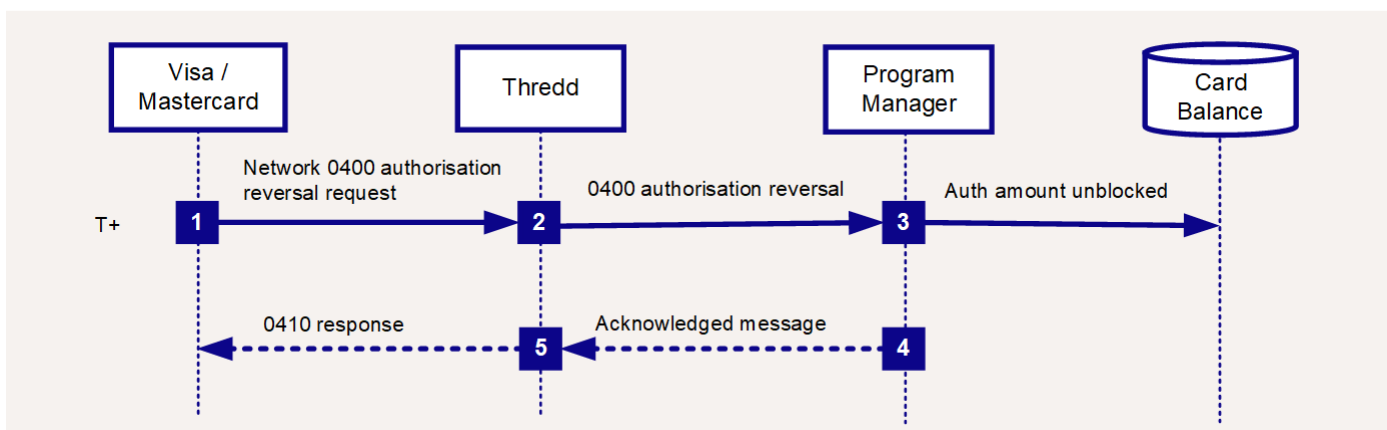 Visa /
Mastercard
Thredd
Program
Manager
Card
Balance
Network 0400 authorisation
reversal request
0400 authorisation reversal
Auth amount unblocked
T+
1
2
3
0410 response
Acknowledged message
5
4